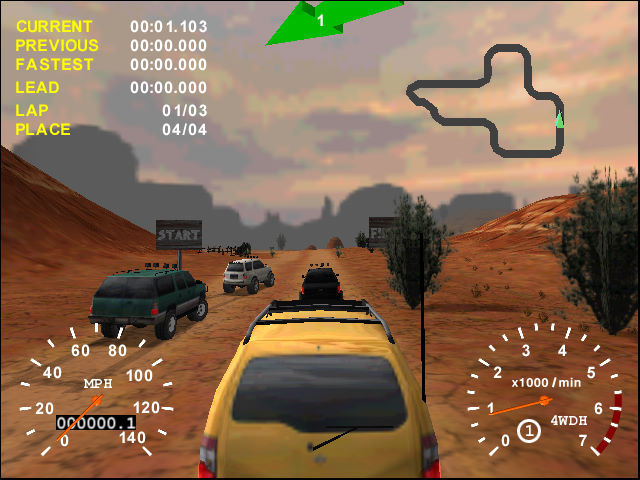 CURRENT 00:01.103
PREVIOUS 00:00.000
FASTEST 00:00.000
LEAD 00:00.000
LAP 01/03
PLACE 04/04
1
START
0 20 40 60 80 100 120 140
MPH
000000.1
0 1 2 3 4 5 6 7
x1000/min
1
4WDH